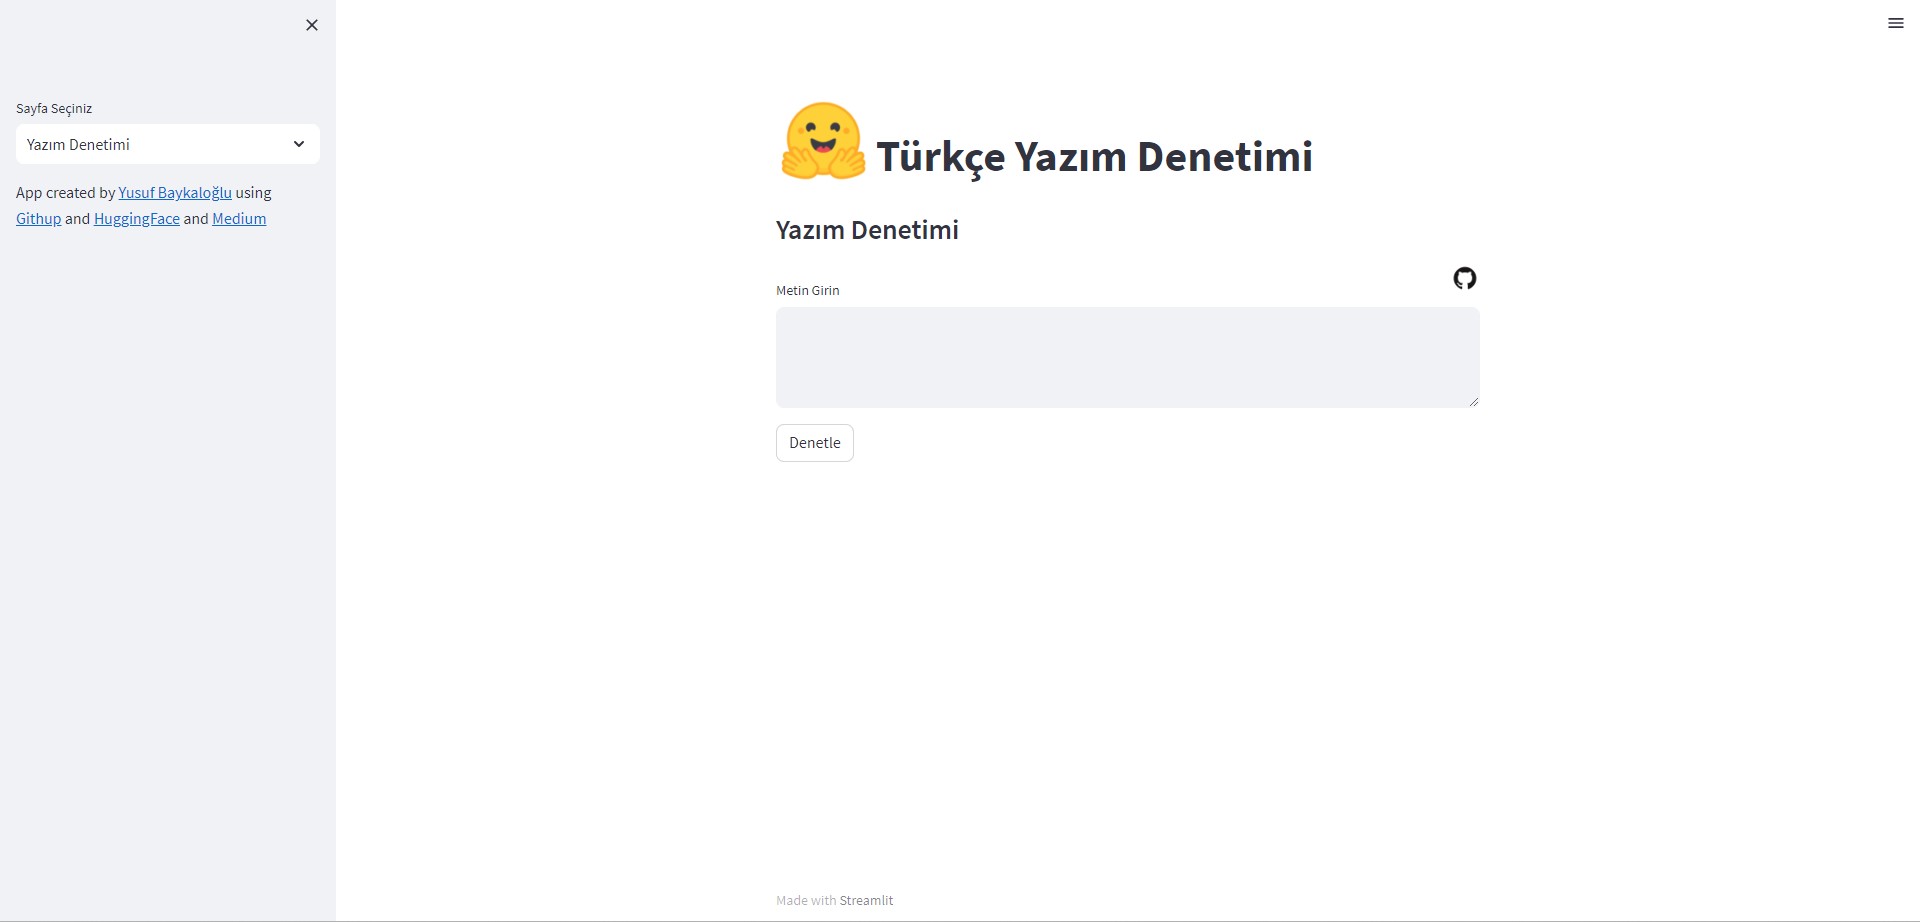 Sayfa Seçiniz
Yazım Denetimi
App created by Yusuf Baykaloğlu using
Githup and HuggingFace and Medium
Türkçe Yazım Denetimi
Yazım Denetimi
Metin Girin
Denetle
Made with Streamlit